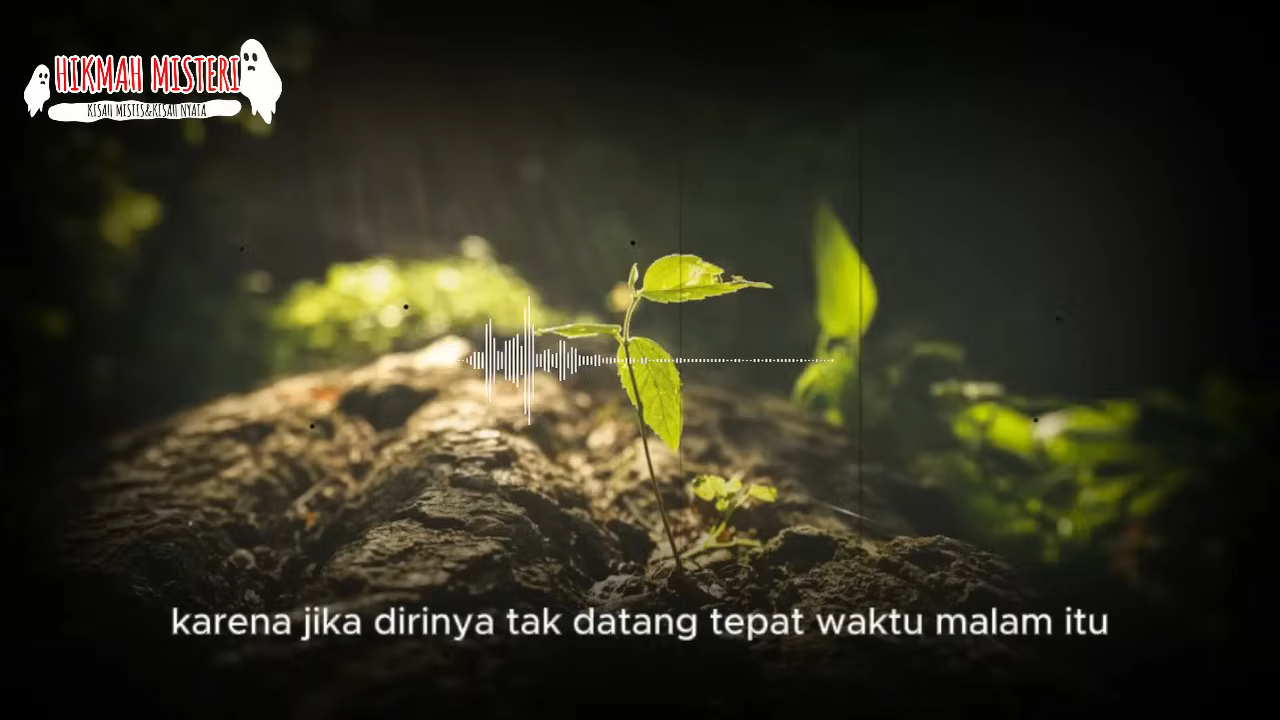 HIKMAH MISTERI
KISAH MISTIS&KISAH NYATA
karena jika dirinya tak datang tepat waktu malam itu